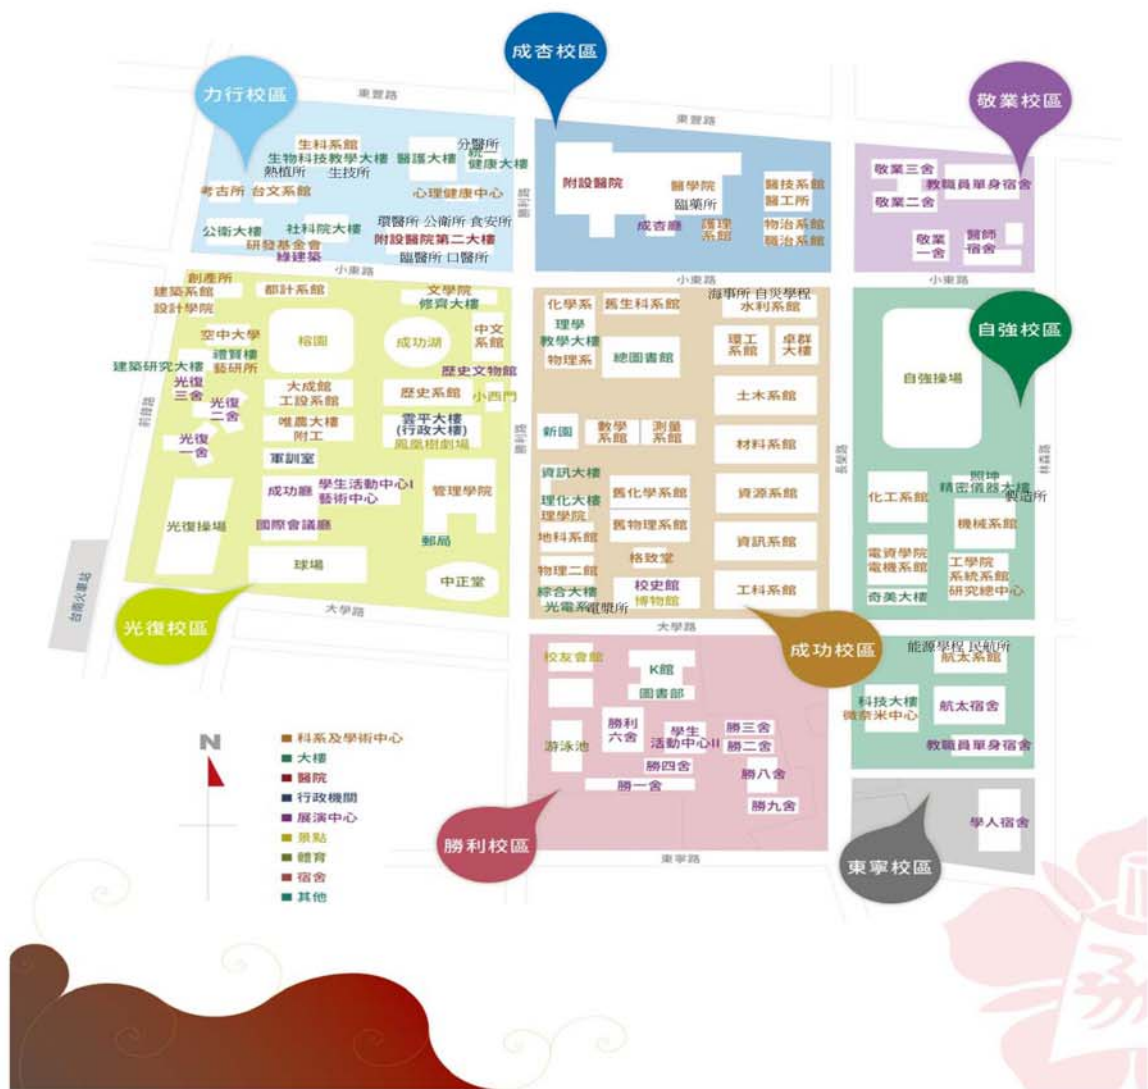 成杏校區
力行校區
敬業校區
東豐路
東豐路
生科系館
分醫所
生物科技教學大樓
醫護大樓
統一
健康大樓
熱植所
生技所
考古所
台文系館
心理健康中心
環醫所 公衛所 食安所
公衛大樓
社科院大樓
附設醫院第二大樓
研發基金會
綠建築
臨醫所 口醫所
勝利路
附設醫院
醫學院
臨藥所
成杏廳
護理
系館
醫技系館
醫工所
物治系館
職治系館
敬業三舍
教職員單身宿舍
敬業二舍
敬業
一舍
醫師
宿舍
小東路
小東路
小東路
創產所
建築系館
設計學院
都計系館
文學院
修齊大樓
空中大學
榕園
成功湖
中文
系館
禮賢樓
藝研所
建築研究大樓
歷史文物館
光復
三舍
光復
二舍
大成館
工設系館
歷史系館
小西門
光復
一舍
唯農大樓
附工
雲平大樓
(行政大樓)
鳳凰樹劇場
軍訓室
成功廳
學生活動中心I
藝術中心
管理學院
光復操場
國際會議廳
郵局
球場
中正堂
前鋒路
勝利路
台南火車站
大學路
光復校區
化學系
舊生科系館
海事所 自災學程
水利系館
理學
教學大樓
物理系
總圖書館
環工
系館
卓群
大樓
土木系館
新園
數學
系館
測量
系館
材料系館
資訊大樓
理化大樓
理學院
舊化學系館
資源系館
地科系館
舊物理系館
資訊系館
物理二館
格致堂
綜合大樓
光電系
電漿所
校史館
博物館
工科系館
大學路
成功校區
長榮路
自強校區
自強操場
林森路
照坤
精密儀器大樓
製造所
化工系館
機械系館
電資學院
電機系館
工學院
系統系館
研究總中心
奇美大樓
能源學程 民航所
航太系館
科技大樓
微奈米中心
航太宿舍
教職員單身宿舍
校友會館
K館
圖書部
游泳池
勝利
六舍
學生
活動中心II
勝三舍
勝二舍
勝四舍
勝一舍
勝八舍
勝九舍
勝利校區
東寧路
學人宿舍
東寧校區
N
科系及學術中心
大樓
醫院
行政機關
展演中心
景點
體育
宿舍
其他